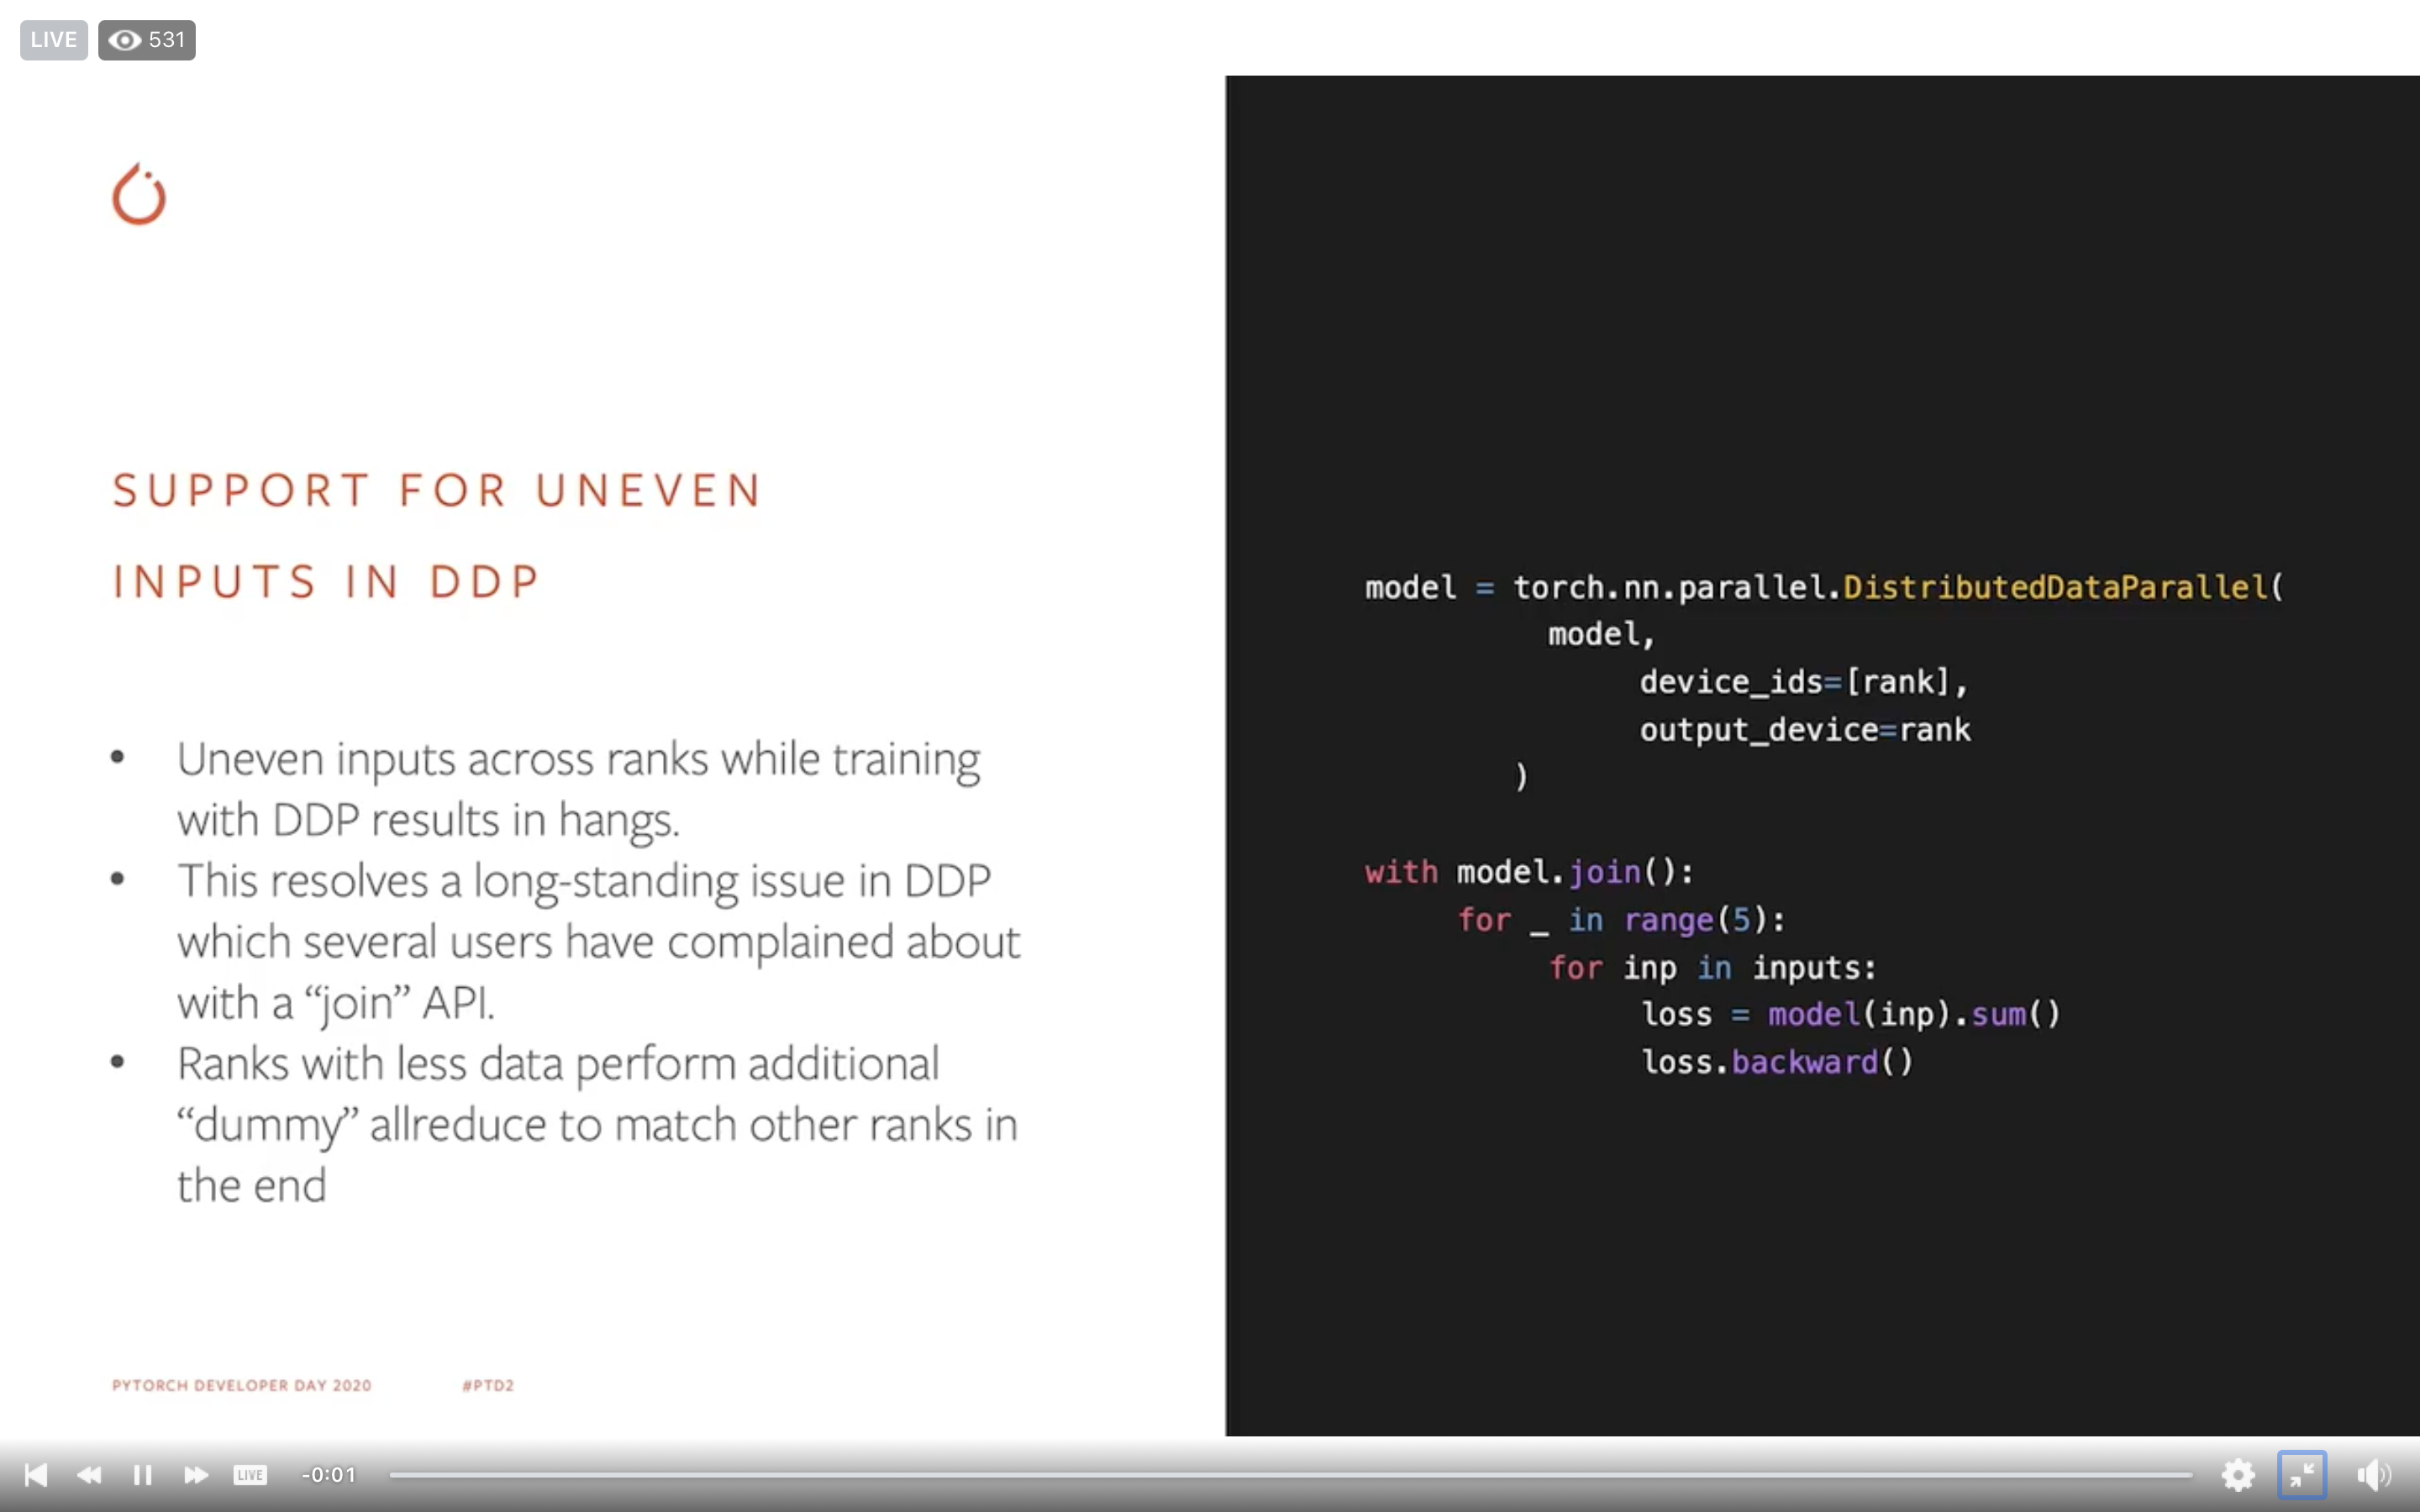 LIVE 531
SUPPORT FOR UNEVEN
INPUTS IN DDP
• Uneven inputs across ranks while training
with DDP results in hangs.
• This resolves a long-standing issue in DDP
which several users have complained about
with a “join” API.
• Ranks with less data perform additional
“dummy” allreduce to match other ranks in
the end
PYTORCH DEVELOPER DAY 2020 #PTD2
model = torch.nn.parallel.DistributedDataParallel(
model,
device_ids=[rank],
output_device=rank
)
with model.join():
for _ in range(5):
for inp in inputs:
loss = model(inp).sum()
loss.backward()
LIVE -0:01